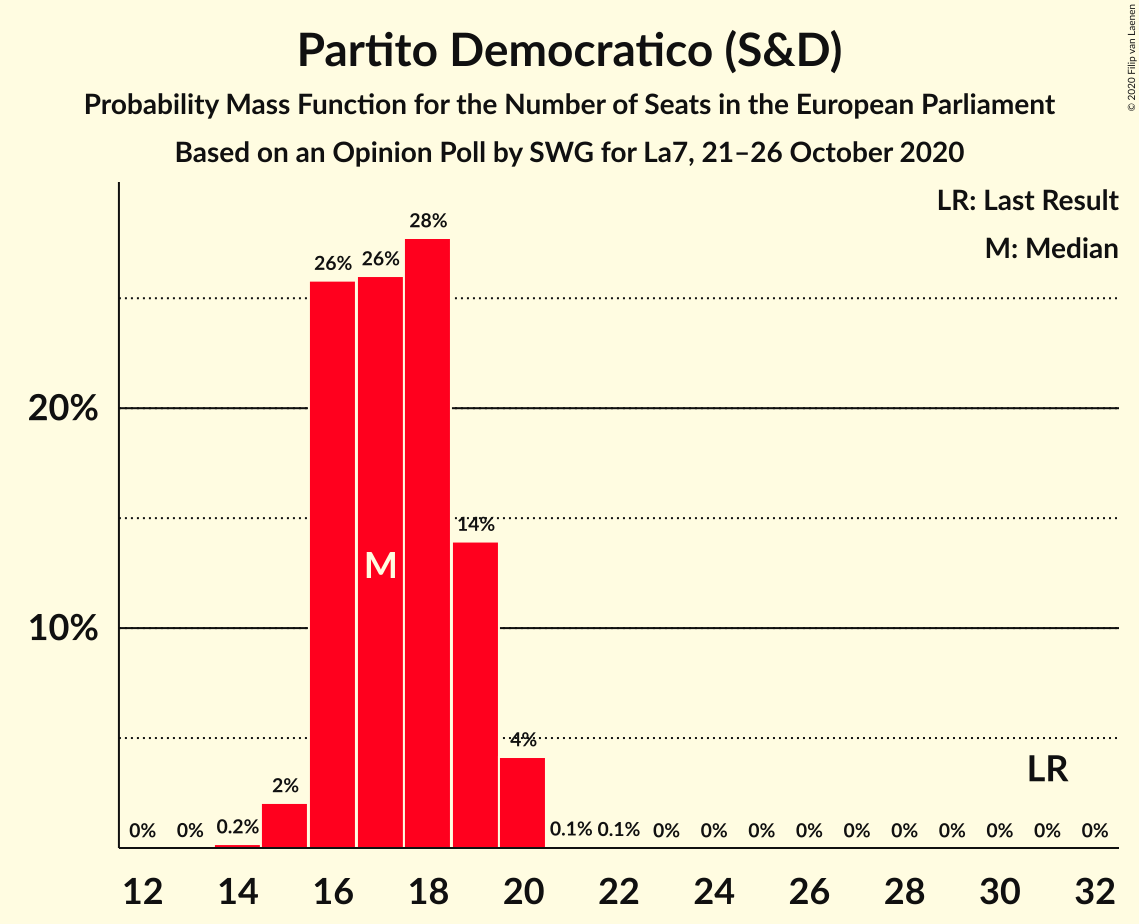 Partito Democratico (S&D)
Probability Mass Function for the Number of Seats in the European Parliament
Based on an Opinion Poll by SWG for La7, 21–26 October 2020
© 2020 Filip van Laenen
LR: Last Result
M: Median
28%
26% 26%
20%
14%
M
10%
4%
LR
2%
0% 0% 0.2% 0.1% 0.1% 0% 0% 0% 0% 0% 0% 0% 0% 0% 0%
12 14 16 18 20 22 24 26 28 30 32